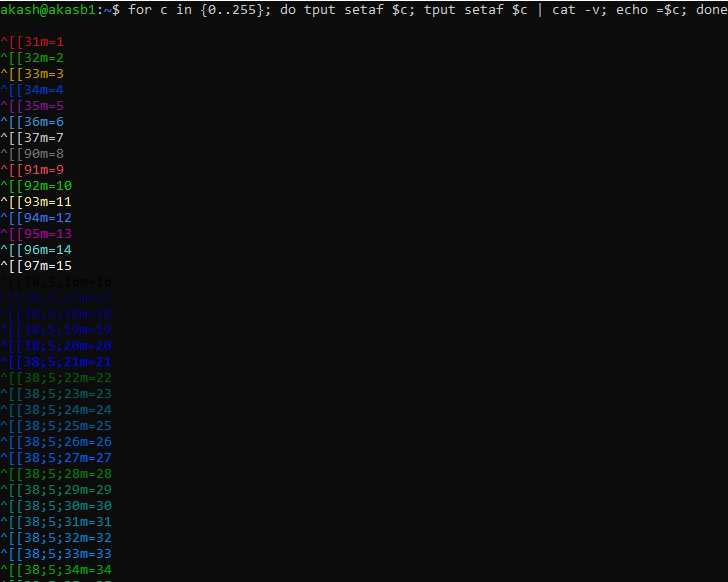 akash@akasb1:~$ for c in {0..255}; do tput setaf $c; tput setaf $c | cat -v; echo =$c; done
^[[31m=1
^[[32m=2
^[[33m=3
^[[34m=4
^[[35m=5
^[[36m=6
^[[37m=7
^[[90m=8
^[[91m=9
^[[92m=10
^[[93m=11
^[[94m=12
^[[95m=13
^[[96m=14
^[[97m=15
^[[38;5;16m=16
^[[38;5;18m=18
^[[38;5;19m=19
^[[38;5;20m=20
^[[38;5;21m=21
^[[38;5;22m=22
^[[38;5;23m=23
^[[38;5;24m=24
^[[38;5;25m=25
^[[38;5;26m=26
^[[38;5;27m=27
^[[38;5;28m=28
^[[38;5;29m=29
^[[38;5;30m=30
^[[38;5;31m=31
^[[38;5;32m=32
^[[38;5;33m=33
^[[38;5;34m=34